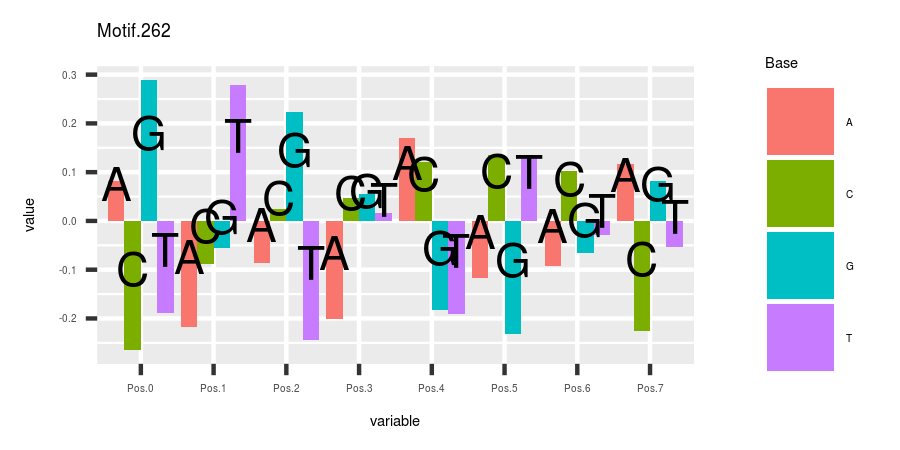 Motif.262
value
0.3
0.2
0.1
0.0
-0.1
-0.2
A C G T A C G T A C G T A C G T A C G T A C G T A C G T A C G T
Pos.0 Pos.1 Pos.2 Pos.3 Pos.4 Pos.5 Pos.6 Pos.7
variable
Base
A
C
G
T